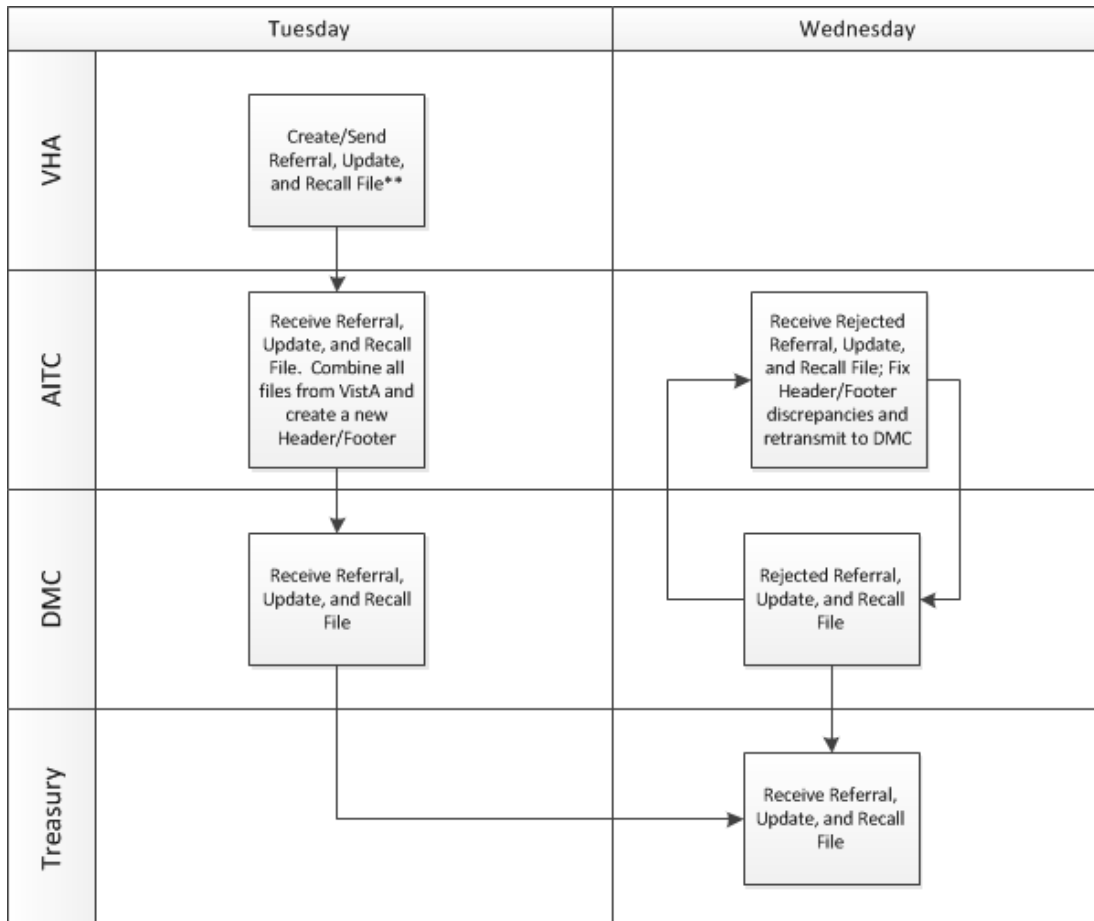 Tuesday
Wednesday
VHA
Create/Send
Referral, Update,
and Recall File**
AITC
Receive Referral,
Update, and Recall
File.  Combine all
files from VistA and
create a new
Header/Footer
Receive Rejected
Referral, Update,
and Recall File; Fix
Header/Footer
discrepancies and
retransmit to DMC
DMC
Receive Referral,
Update, and Recall
File
Rejected Referral,
Update, and Recall
File
Treasury
Receive Referral,
Update, and Recall
File